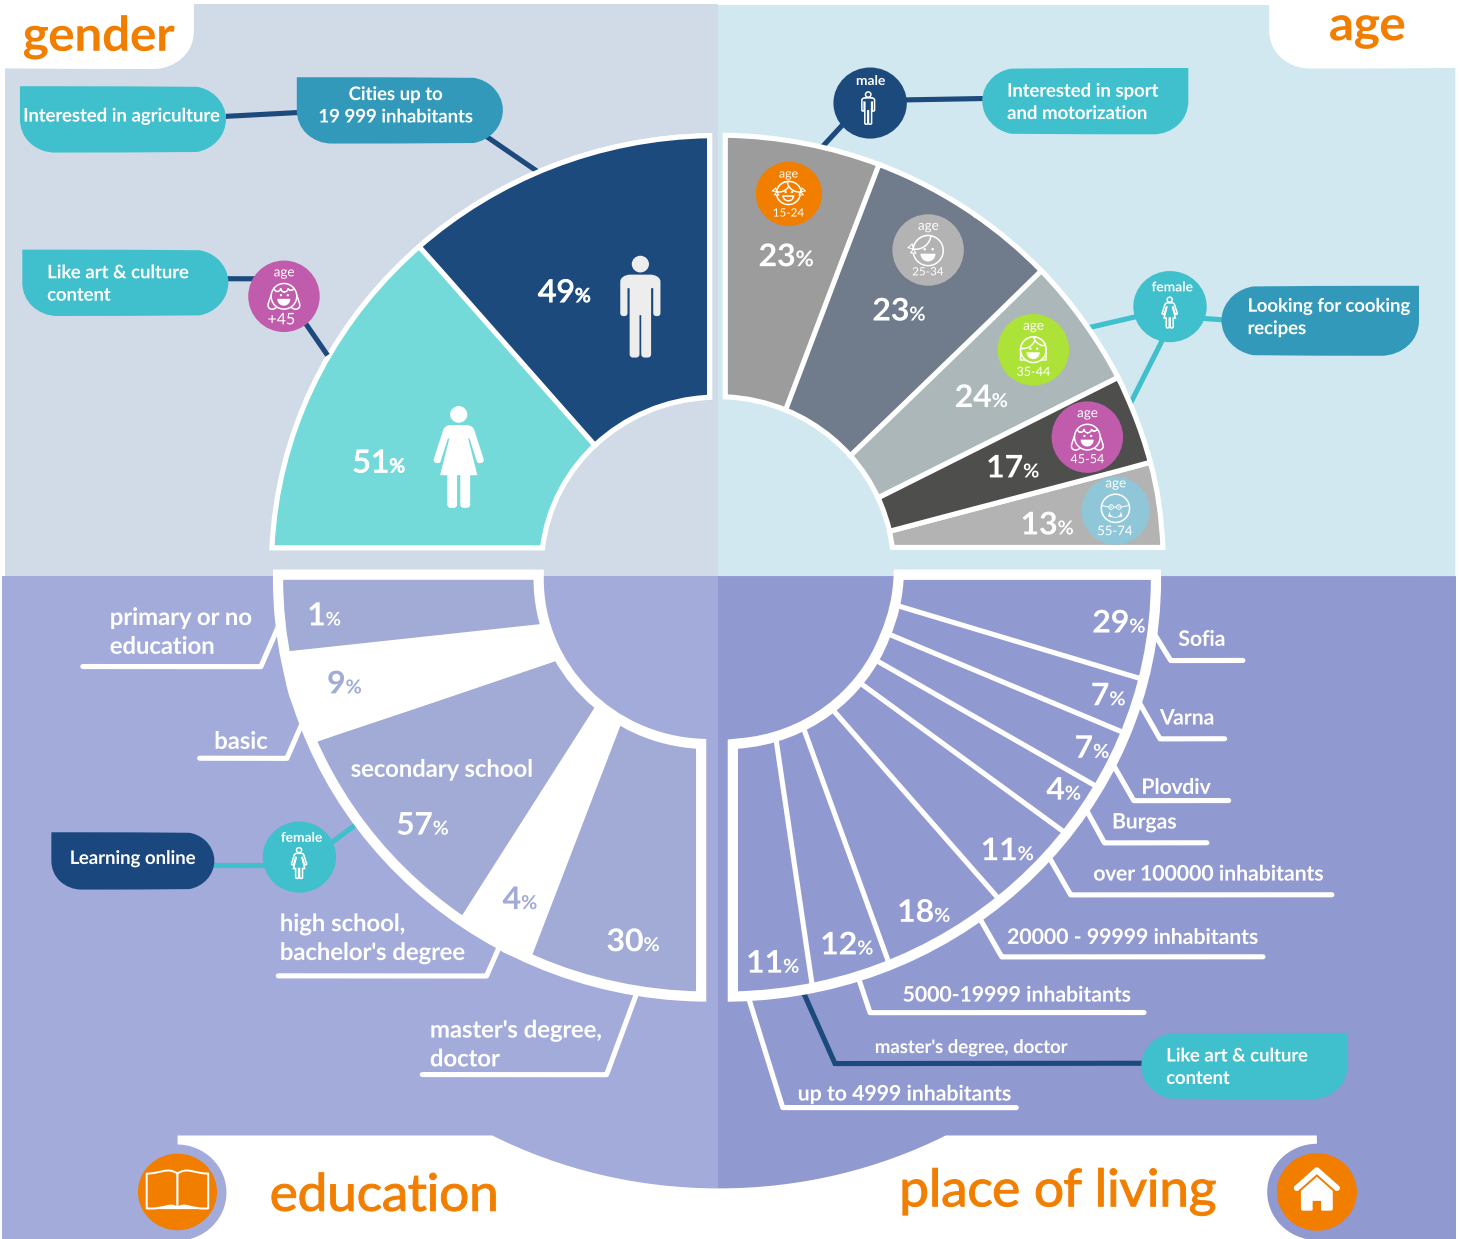 gender
Interested in agriculture
Cities up to
19 999 inhabitants
Like art & culture
content
age
+45
49%
51%
age
male
Interested in sport
and motorization
age
15-24
23%
age
25-34
23%
age
35-44
24%
female
Looking for cooking
recipes
age
45-54
17%
age
55-74
13%
primary or no
education
1%
9%
basic
secondary school
57%
female
Learning online
high school,
bachelor's degree
4%
30%
master's degree,
doctor
education
29%
Sofia
7%
Varna
7%
Plovdiv
4%
Burgas
11%
over 100000 inhabitants
18%
20000 - 99999 inhabitants
12%
5000-19999 inhabitants
11%
master's degree, doctor
Like art & culture
content
up to 4999 inhabitants
place of living